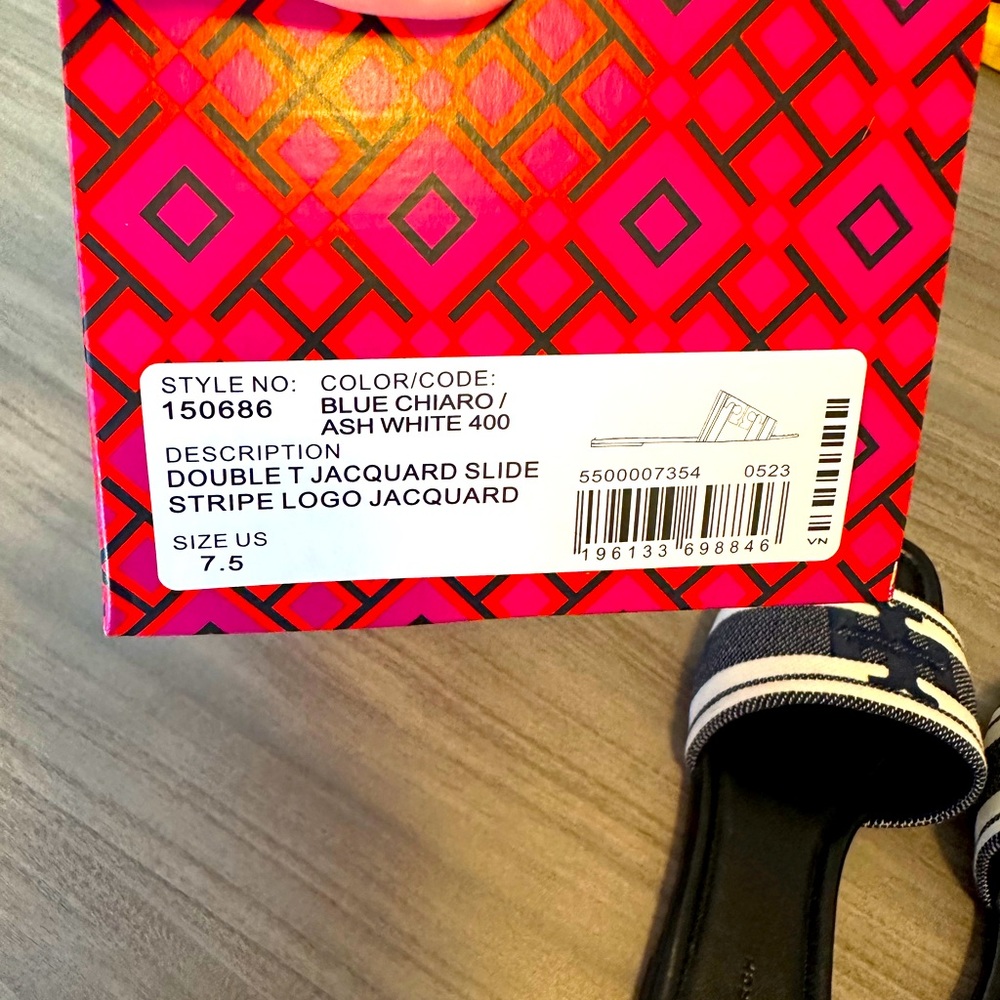 STYLE NO: COLOR/CODE:
150686 BLUE CHIARO /
ASH WHITE 400
DESCRIPTION
DOUBLE T JACQUARD SLIDE
STRIPE LOGO JACQUARD
SIZE US
7.5
5500007354 0523
196133 698846
VN